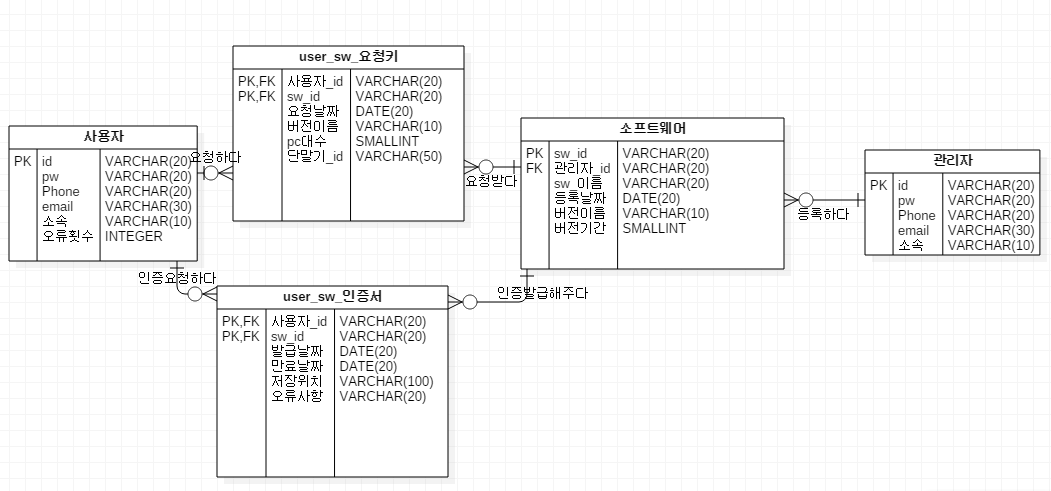 user_sw_요청키
PK,FK 사용자_id VARCHAR(20)
PK,FK sw_id VARCHAR(20)
요청날짜 DATE(20)
버전이름 VARCHAR(10)
pc대수 SMALLINT
단말기_id VARCHAR(50)
사용자
PK id VARCHAR(20)
pw VARCHAR(20)
Phone VARCHAR(20)
email VARCHAR(30)
소속 VARCHAR(10)
오류횟수 INTEGER
요청하다
요청받다
소프트웨어
PK sw_id VARCHAR(20)
FK 관리자_id VARCHAR(20)
sw_이름 VARCHAR(20)
등록날짜 DATE(20)
버전이름 VARCHAR(10)
버전기간 SMALLINT
등록하다
관리자
PK id VARCHAR(20)
pw VARCHAR(20)
Phone VARCHAR(20)
email VARCHAR(30)
소속 VARCHAR(10)
인증요청하다
인증발급해주다
user_sw_인증서
PK,FK 사용자_id VARCHAR(20)
PK,FK sw_id VARCHAR(20)
발급날짜 DATE(20)
만료날짜 DATE(20)
저장위치 VARCHAR(100)
오류사항 VARCHAR(20)